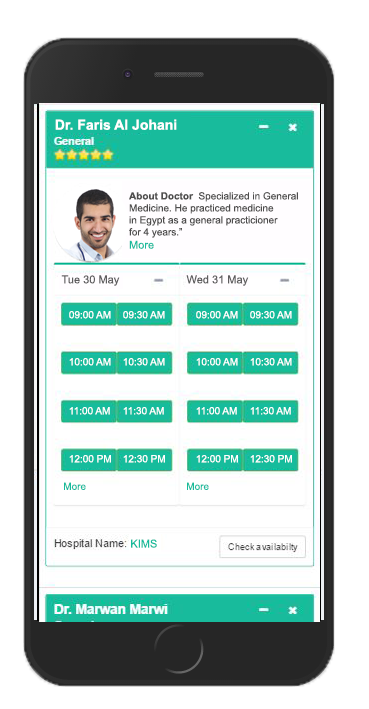 Dr. Faris Al Johani
General
About Doctor Specialized in General
Medicine. He practiced medicine
in Egypt as a general practicioner
for 4 years."
More
Tue 30 May
Wed 31 May
09:00 AM 09:30 AM 09:00 AM 09:30 AM
10:00 AM 10:30 AM 10:00 AM 10:30 AM
11:00 AM 11:30 AM 11:00 AM 11:30 AM
12:00 PM 12:30 PM 12:00 PM 12:30 PM
More
More
Hospital Name: KIMS
Check availabilty
Dr. Marwan Marwi